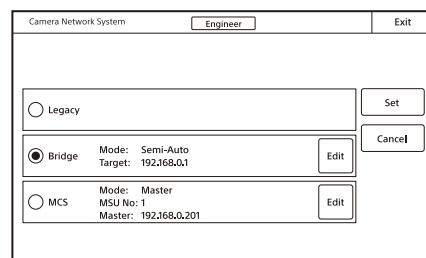 Camera Network System Engineer Exit
Legacy
Set
Cancel
Bridge
Mode: Semi-Auto
Target: 192.168.0.1
Edit
MCS
Mode: Master
MSU No: 1
Master: 192.168.0.201
Edit